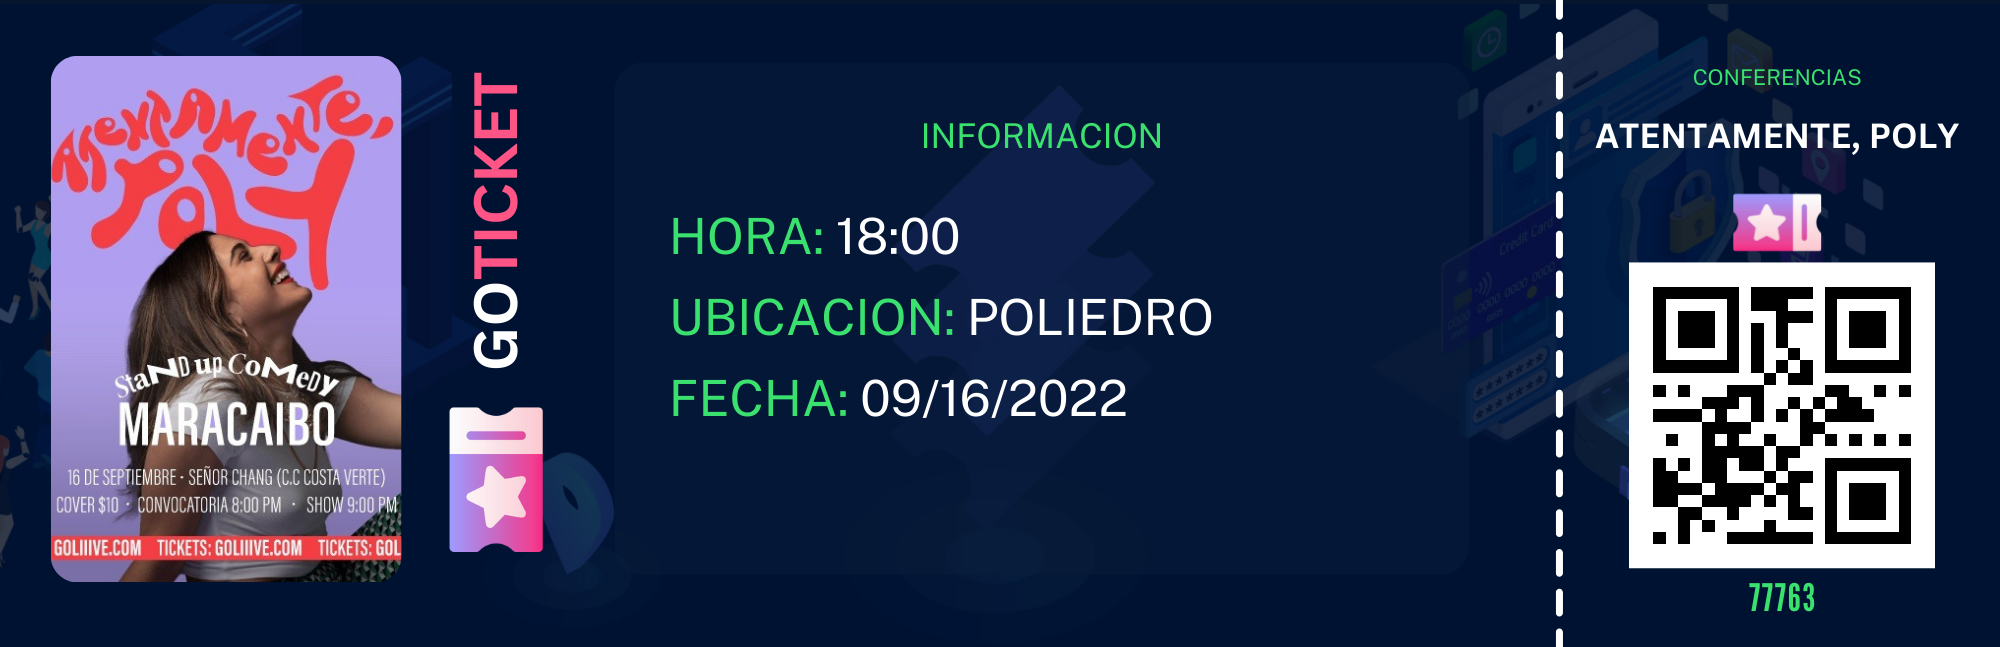 ATENTAMENTE,
POLY
STAND UP COMEDY
MARACAIBO
16 DE SEPTIEMBRE · SEÑOR CHANG (C.C COSTA VERTE)
COVER $10 · CONVOCATORIA 8:00 PM · SHOW 9:00 PM
GOLIIIVE.COM TICKETS: GOLIIIVE.COM TICKETS: GOL
GOTICKET
INFORMACION
HORA: 18:00
UBICACION: POLIEDRO
FECHA: 09/16/2022
Credit Card
CONFERENCIAS
ATENTAMENTE, POLY
77763